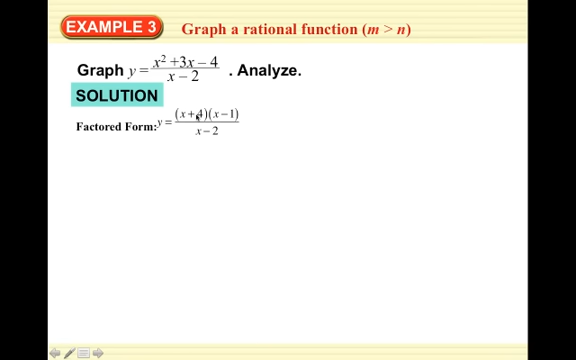 EXAMPLE 3 Graph a rational function (m > n)
Graph y = (x² +3x – 4)/(x – 2) . Analyze.
SOLUTION
Factored Form: y = (x+4)(x−1)/(x−2)